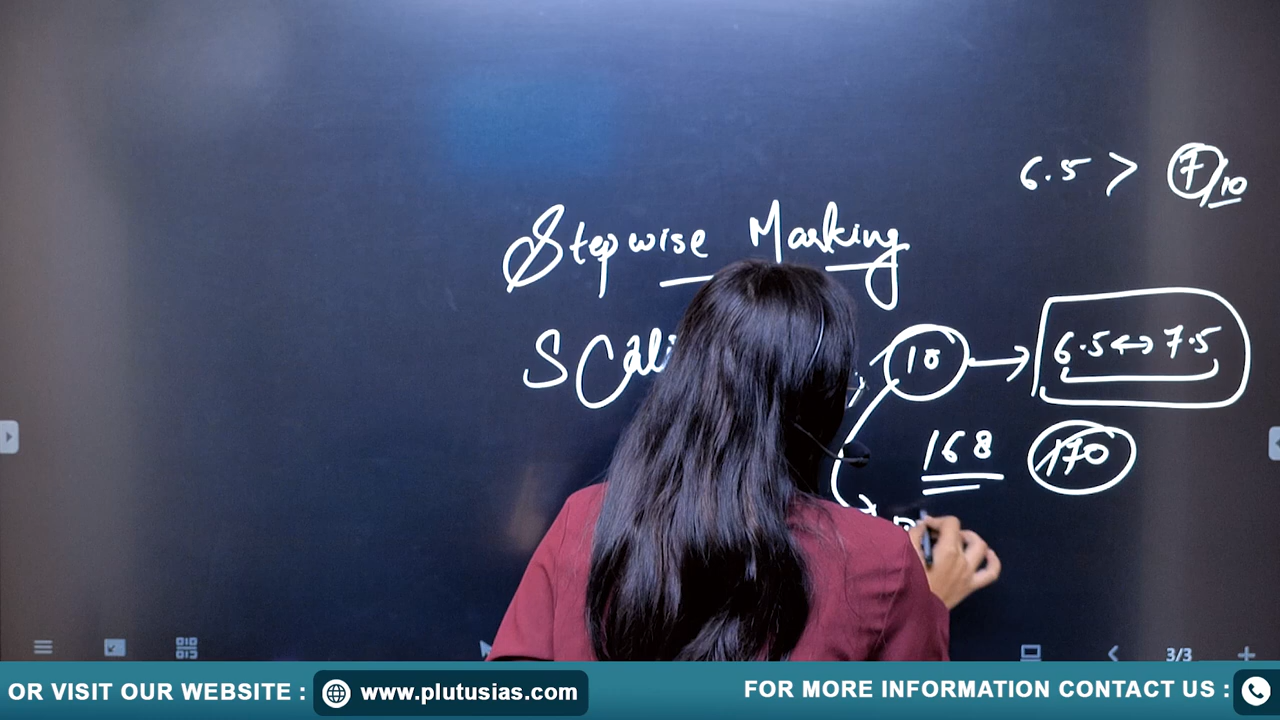 6.5 > 7/10
Stepwise Marking
10 → 6.5 ↔ 7.5
168 170
3/3
OR VISIT OUR WEBSITE : www.plutusias.com
FOR MORE INFORMATION CONTACT US :